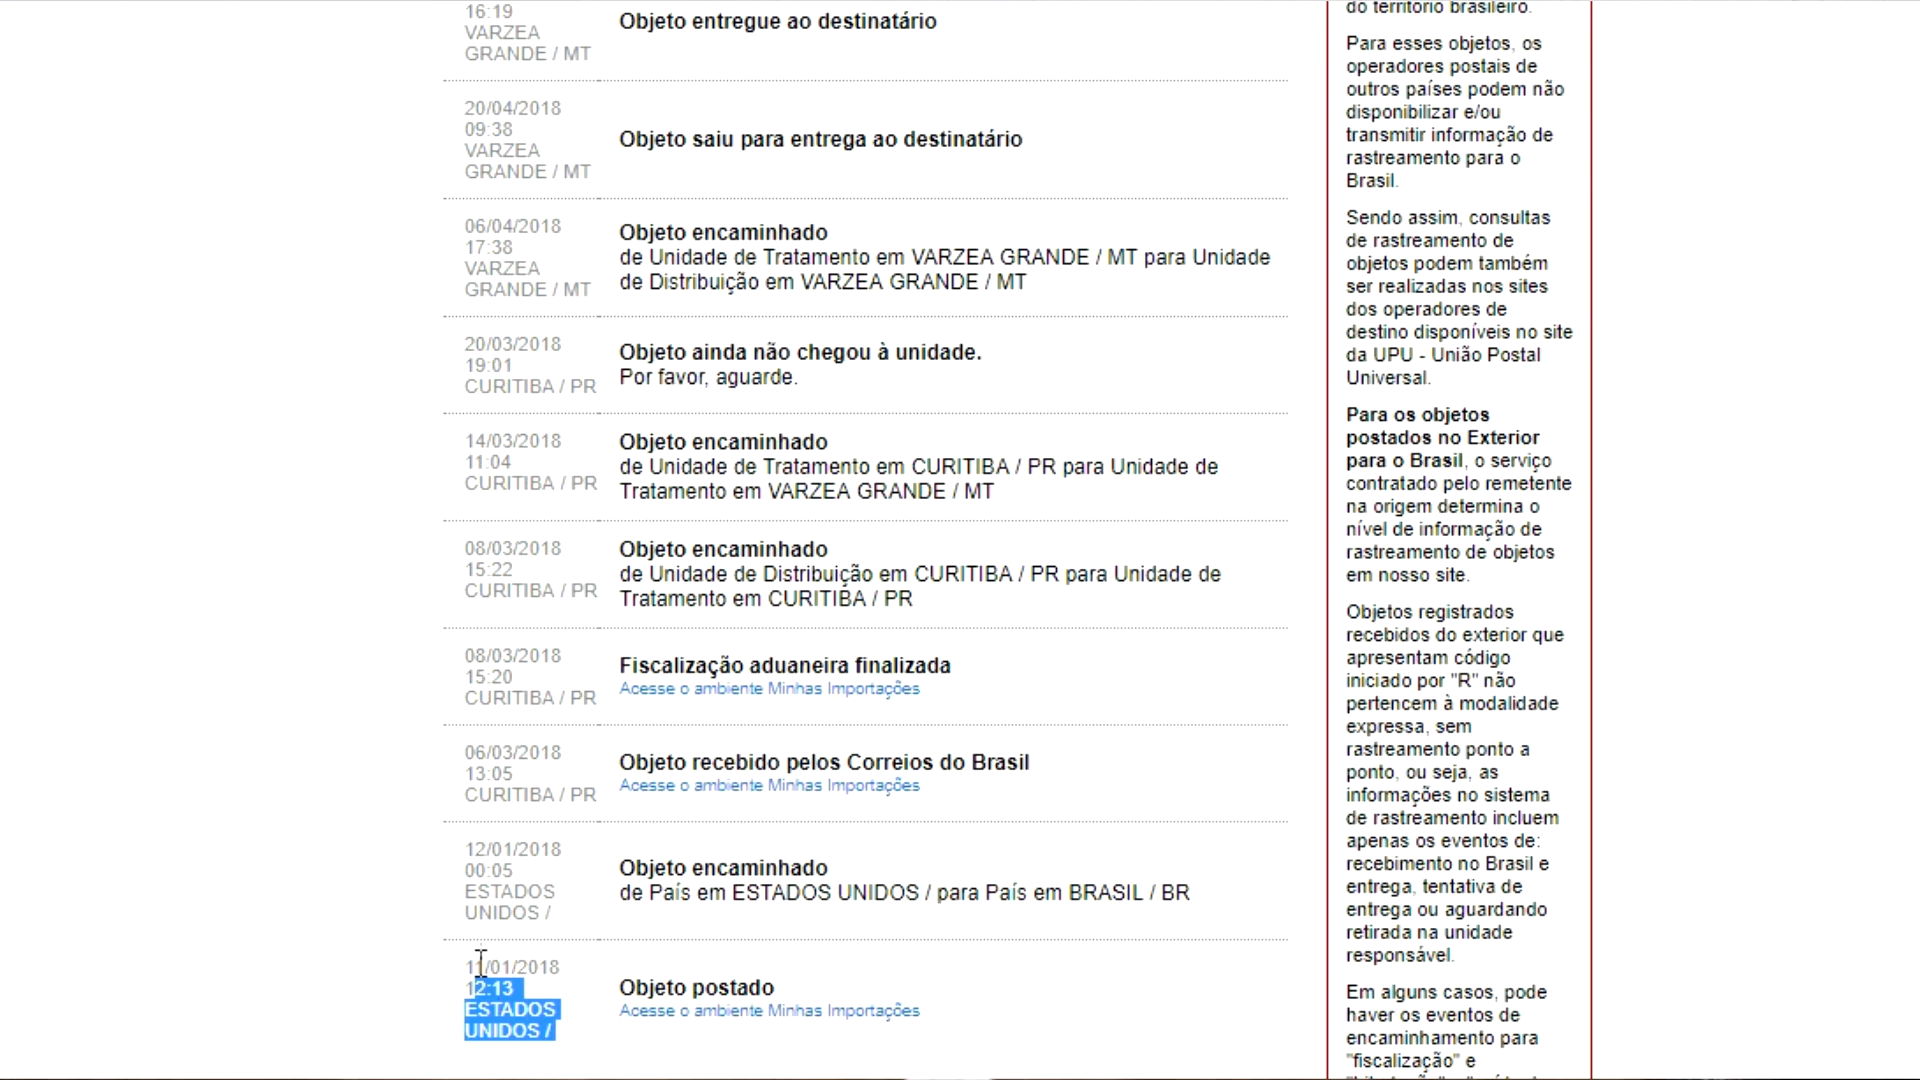 16:19
VARZEA
GRANDE / MT
Objeto entregue ao destinatário
20/04/2018
09:38
VARZEA
GRANDE / MT
Objeto saiu para entrega ao destinatário
06/04/2018
17:38
VARZEA
GRANDE / MT
Objeto encaminhado
de Unidade de Tratamento em VARZEA GRANDE / MT para Unidade
de Distribuição em VARZEA GRANDE / MT
20/03/2018
19:01
CURITIBA / PR
Objeto ainda não chegou à unidade.
Por favor, aguarde.
14/03/2018
11:04
CURITIBA / PR
Objeto encaminhado
de Unidade de Tratamento em CURITIBA / PR para Unidade de
Tratamento em VARZEA GRANDE / MT
08/03/2018
15:22
CURITIBA / PR
Objeto encaminhado
de Unidade de Distribuição em CURITIBA / PR para Unidade de
Tratamento em CURITIBA / PR
08/03/2018
15:20
CURITIBA / PR
Fiscalização aduaneira finalizada
Acesse o ambiente Minhas Importações
06/03/2018
13:05
CURITIBA / PR
Objeto recebido pelos Correios do Brasil
Acesse o ambiente Minhas Importações
12/01/2018
00:05
ESTADOS
UNIDOS /
Objeto encaminhado
de País em ESTADOS UNIDOS / para País em BRASIL / BR
11/01/2018
12:13
ESTADOS
UNIDOS /
Objeto postado
Acesse o ambiente Minhas Importações
do território brasileiro.
Para esses objetos, os
operadores postais de
outros países podem não
disponibilizar e/ou
transmitir informação de
rastreamento para o
Brasil.
Sendo assim, consultas
de rastreamento de
objetos podem também
ser realizadas nos sites
dos operadores de
destino disponíveis no site
da UPU - União Postal
Universal.
Para os objetos
postados no Exterior
para o Brasil, o serviço
contratado pelo remetente
na origem determina o
nível de informação de
rastreamento de objetos
em nosso site.
Objetos registrados
recebidos do exterior que
apresentam código
iniciado por "R" não
pertencem à modalidade
expressa, sem
rastreamento ponto a
ponto, ou seja, as
informações no sistema
de rastreamento incluem
apenas os eventos de:
recebimento no Brasil e
entrega, tentativa de
entrega ou aguardando
retirada na unidade
responsável.
Em alguns casos, pode
haver os eventos de
encaminhamento para
"fiscalização" e